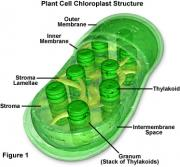 Plant Cell Chloroplast Structure
Outer
Membrane
Inner
Membrane
Stroma
Lamellae
Thylakoid
Stroma
Intermembrane
Space
Granum
(Stack of Thylakoids)
Figure 1